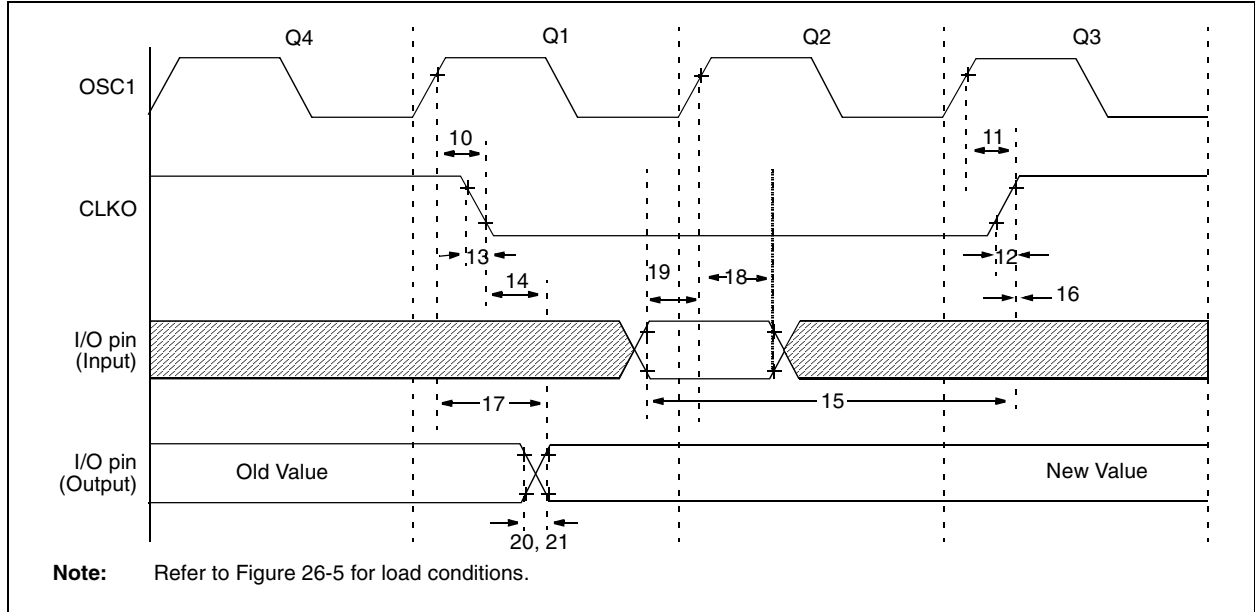 Q4 Q1 Q2 Q3
OSC1
10 11
CLKO
13 12
14 19 18 16
I/O pin
(Input)
17 15
I/O pin
(Output)
Old Value New Value
20, 21
Note: Refer to Figure 26-5 for load conditions.